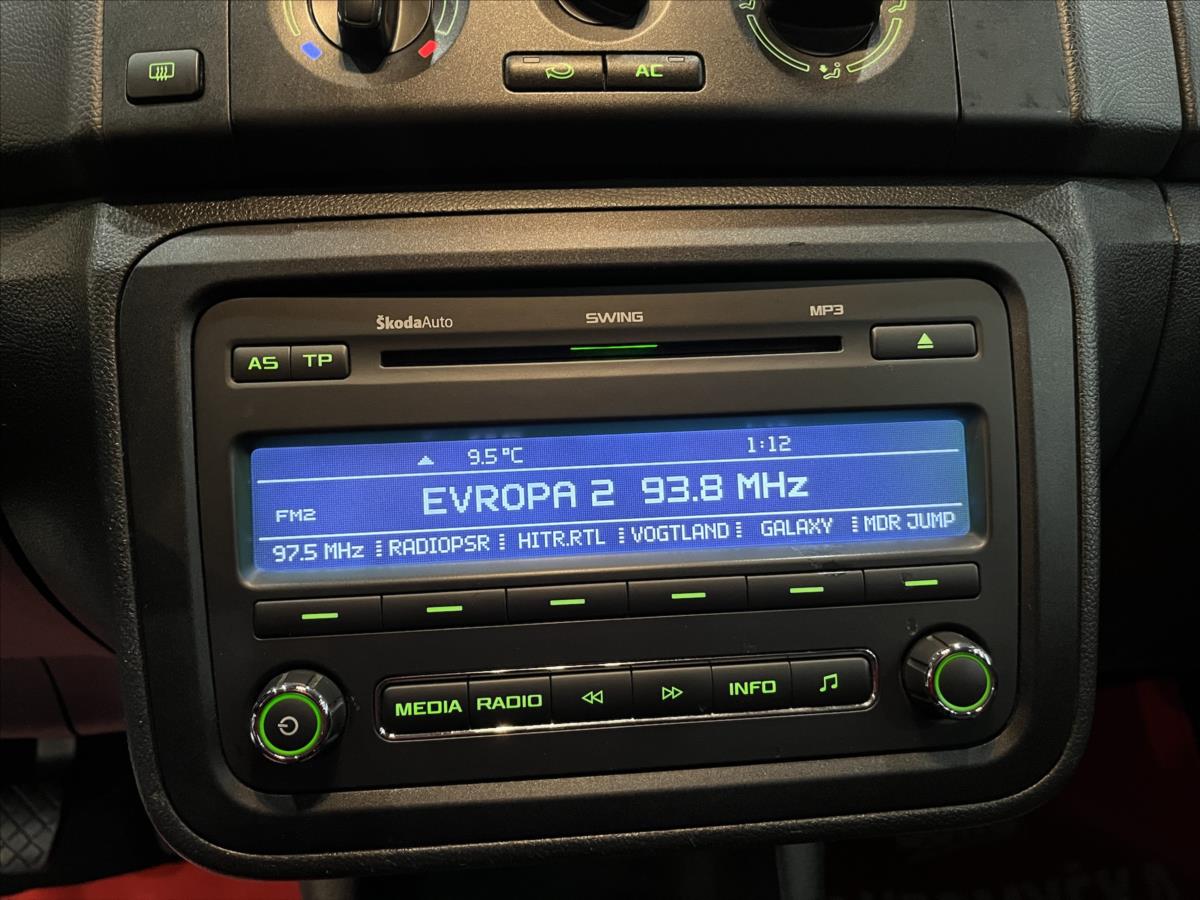 AC
ŠkodaAuto SWING MP3
AS TP
9.5°C 1:12
FM2 EVROPA 2 93.8 MHz
97.5 MHz RADIOPSR HITR.RTL VOGTLAND GALAXY MDR JUMP
MEDIA RADIO INFO